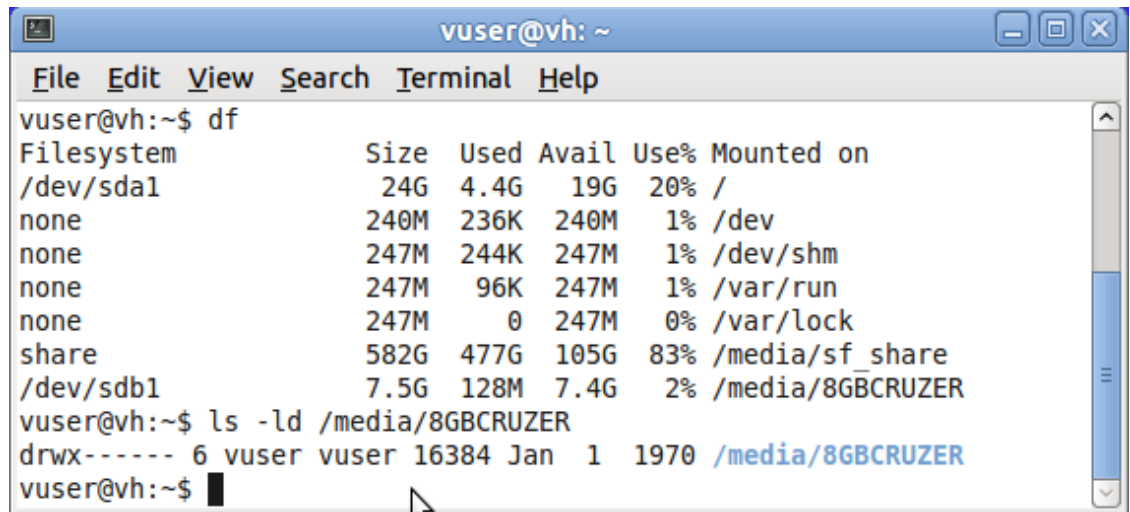 vuser@vh: ~
File Edit View Search Terminal Help
vuser@vh:~$ df
Filesystem            Size  Used Avail Use% Mounted on
/dev/sda1              24G  4.4G   19G  20% /
none                  240M  236K  240M   1% /dev
none                  247M  244K  247M   1% /dev/shm
none                  247M   96K  247M   1% /var/run
none                  247M     0  247M   0% /var/lock
share                 582G  477G  105G  83% /media/sf_share
/dev/sdb1             7.5G  128M  7.4G   2% /media/8GBCRUZER
vuser@vh:~$ ls -ld /media/8GBCRUZER
drwx------ 6 vuser vuser 16384 Jan  1  1970 /media/8GBCRUZER
vuser@vh:~$